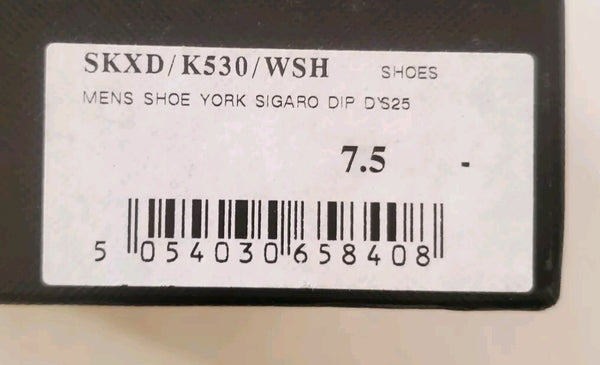 SKXD/K530/WSH SHOES
MENS SHOE YORK SIGARO DIP D'S25
7.5 -
5 054030 658408